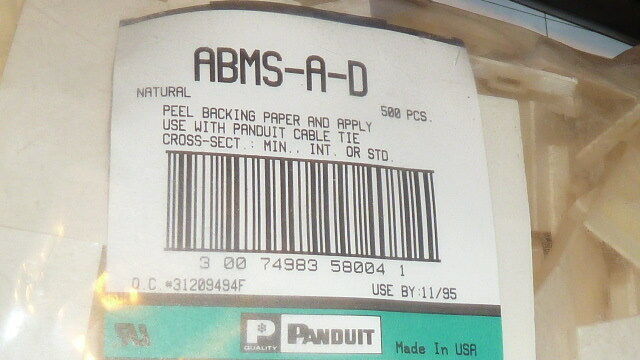 ABMS-A-D
NATURAL
500 PCS.
PEEL BACKING PAPER AND APPLY
USE WITH PANDUIT CABLE TIE
CROSS-SECT.: MIN., INT. OR STD.
3 00 74983 58004 1
Q.C.#31209494F
USE BY:11/95
P QUALITY PANDUIT
Made In USA